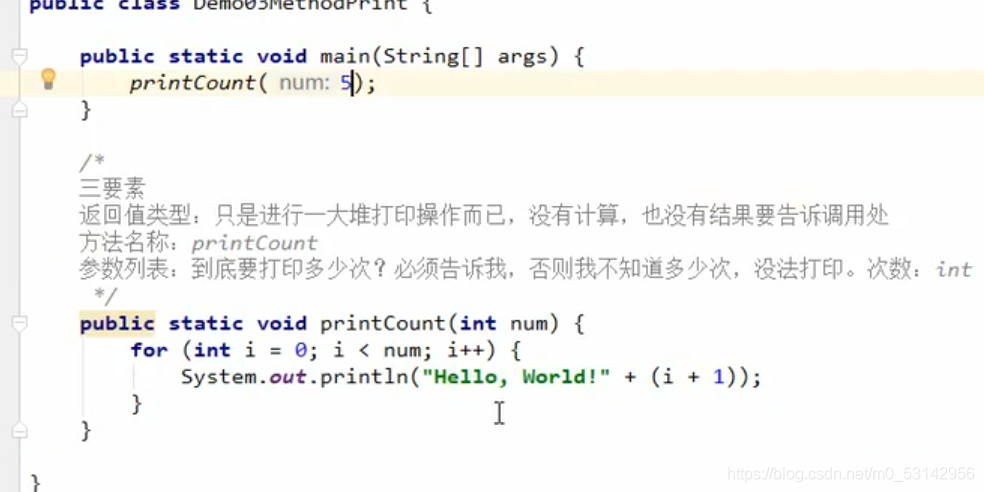 public class Demo03MethodPrint {
public static void main(String[] args) {
printCount( num: 5);
}
/*
三要素
返回值类型：只是进行一大堆打印操作而已，没有计算，也没有结果要告诉调用处
方法名称：printCount
参数列表：到底要打印多少次？必须告诉我，否则我不知道多少次，没法打印。次数：int
*/
public static void printCount(int num) {
for (int i = 0; i < num; i++) {
System.out.println("Hello, World!" + (i + 1));
}
}
}
https://blog.csdn.net/m0_53142956